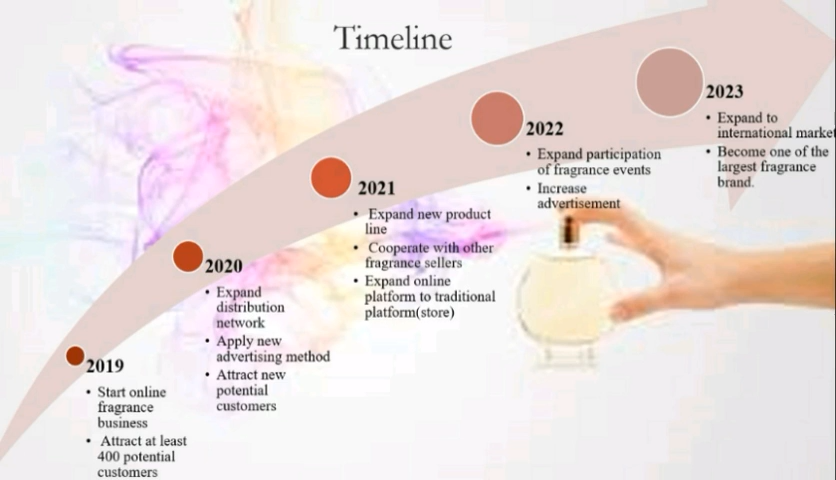 Timeline
2019
• Start online
fragrance
business
• Attract at least
400 potential
customers
2020
• Expand
distribution
network
• Apply new
advertising method
• Attract new
potential
customers
2021
• Expand new product
line
• Cooperate with other
fragrance sellers
• Expand online
platform to traditional
platform(store)
2022
• Expand participation
of fragrance events
• Increase
advertisement
2023
• Expand to
international market
• Become one of the
largest fragrance
brand.